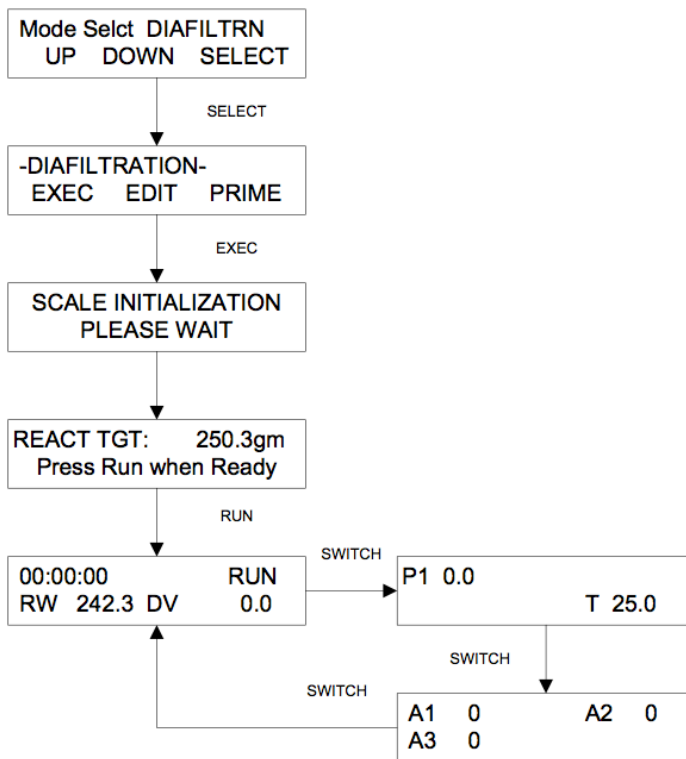 Mode Selct DIAFILTRN
UP DOWN SELECT
SELECT
-DIAFILTRATION-
EXEC EDIT PRIME
EXEC
SCALE INITIALIZATION
PLEASE WAIT
REACT TGT: 250.3gm
Press Run when Ready
RUN
00:00:00 RUN
RW 242.3 DV 0.0
SWITCH
P1 0.0
T 25.0
SWITCH
A1 0 A2 0
A3 0
SWITCH